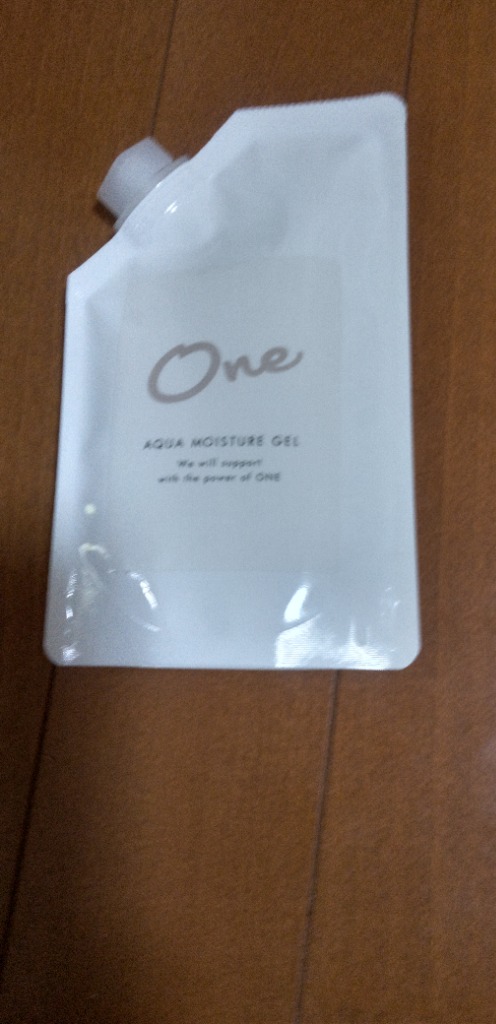 One
AQUA MOISTURE GEL
We will support
with the power of ONE